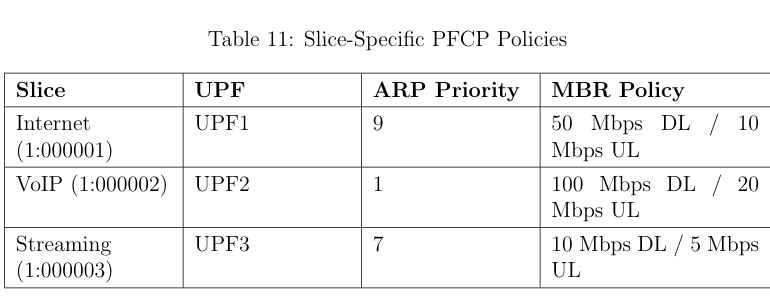 Table 11: Slice-Specific PFCP Policies
Slice UPF ARP Priority MBR Policy
Internet (1:000001) UPF1 9 50 Mbps DL / 10 Mbps UL
VoIP (1:000002) UPF2 1 100 Mbps DL / 20 Mbps UL
Streaming (1:000003) UPF3 7 10 Mbps DL / 5 Mbps UL